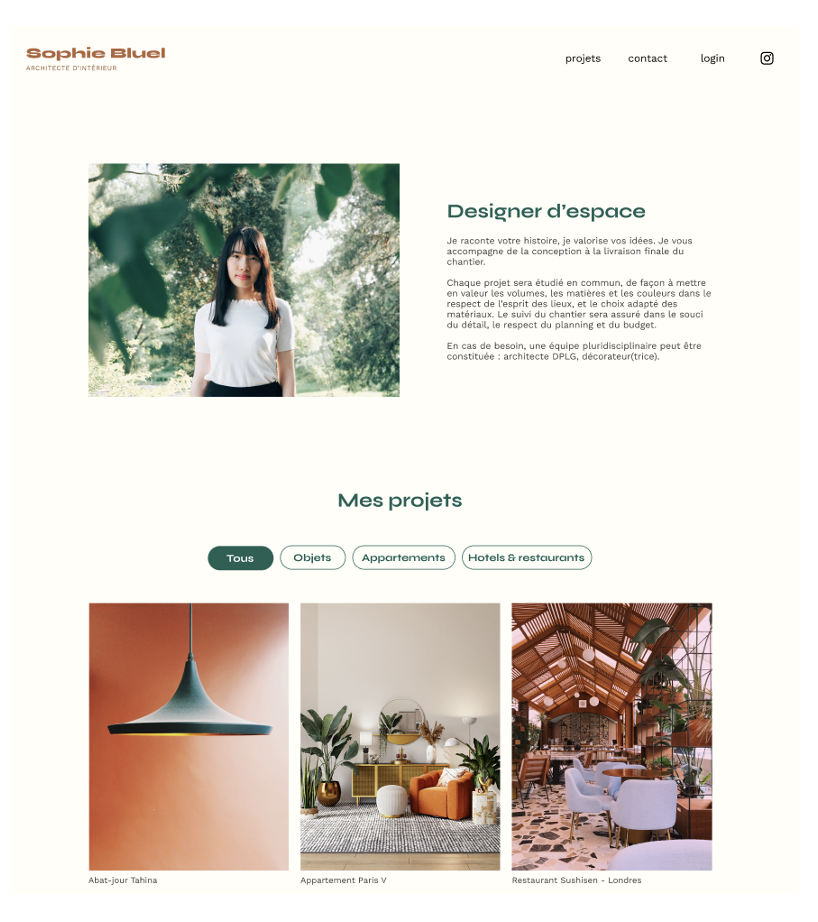 Sophie Bluel
ARCHITECTE D'INTÉRIEUR
projets contact login
Designer d'espace
Je raconte votre histoire, je valorise vos idées. Je vous
accompagne de la conception à la livraison finale du
chantier.
Chaque projet sera étudié en commun, de façon à mettre
en valeur les volumes, les matières et les couleurs dans le
respect de l'esprit des lieux, et le choix adapté des
matériaux. Le suivi du chantier sera assuré dans le souci
du détail, le respect du planning et du budget.
En cas de besoin, une équipe pluridisciplinaire peut être
constituée : architecte DPLG, décorateur(trice).
Mes projets
Tous Objets Appartements Hotels & restaurants
Abat-jour Tahina
Appartement Paris V
Restaurant Sushisen - Londres